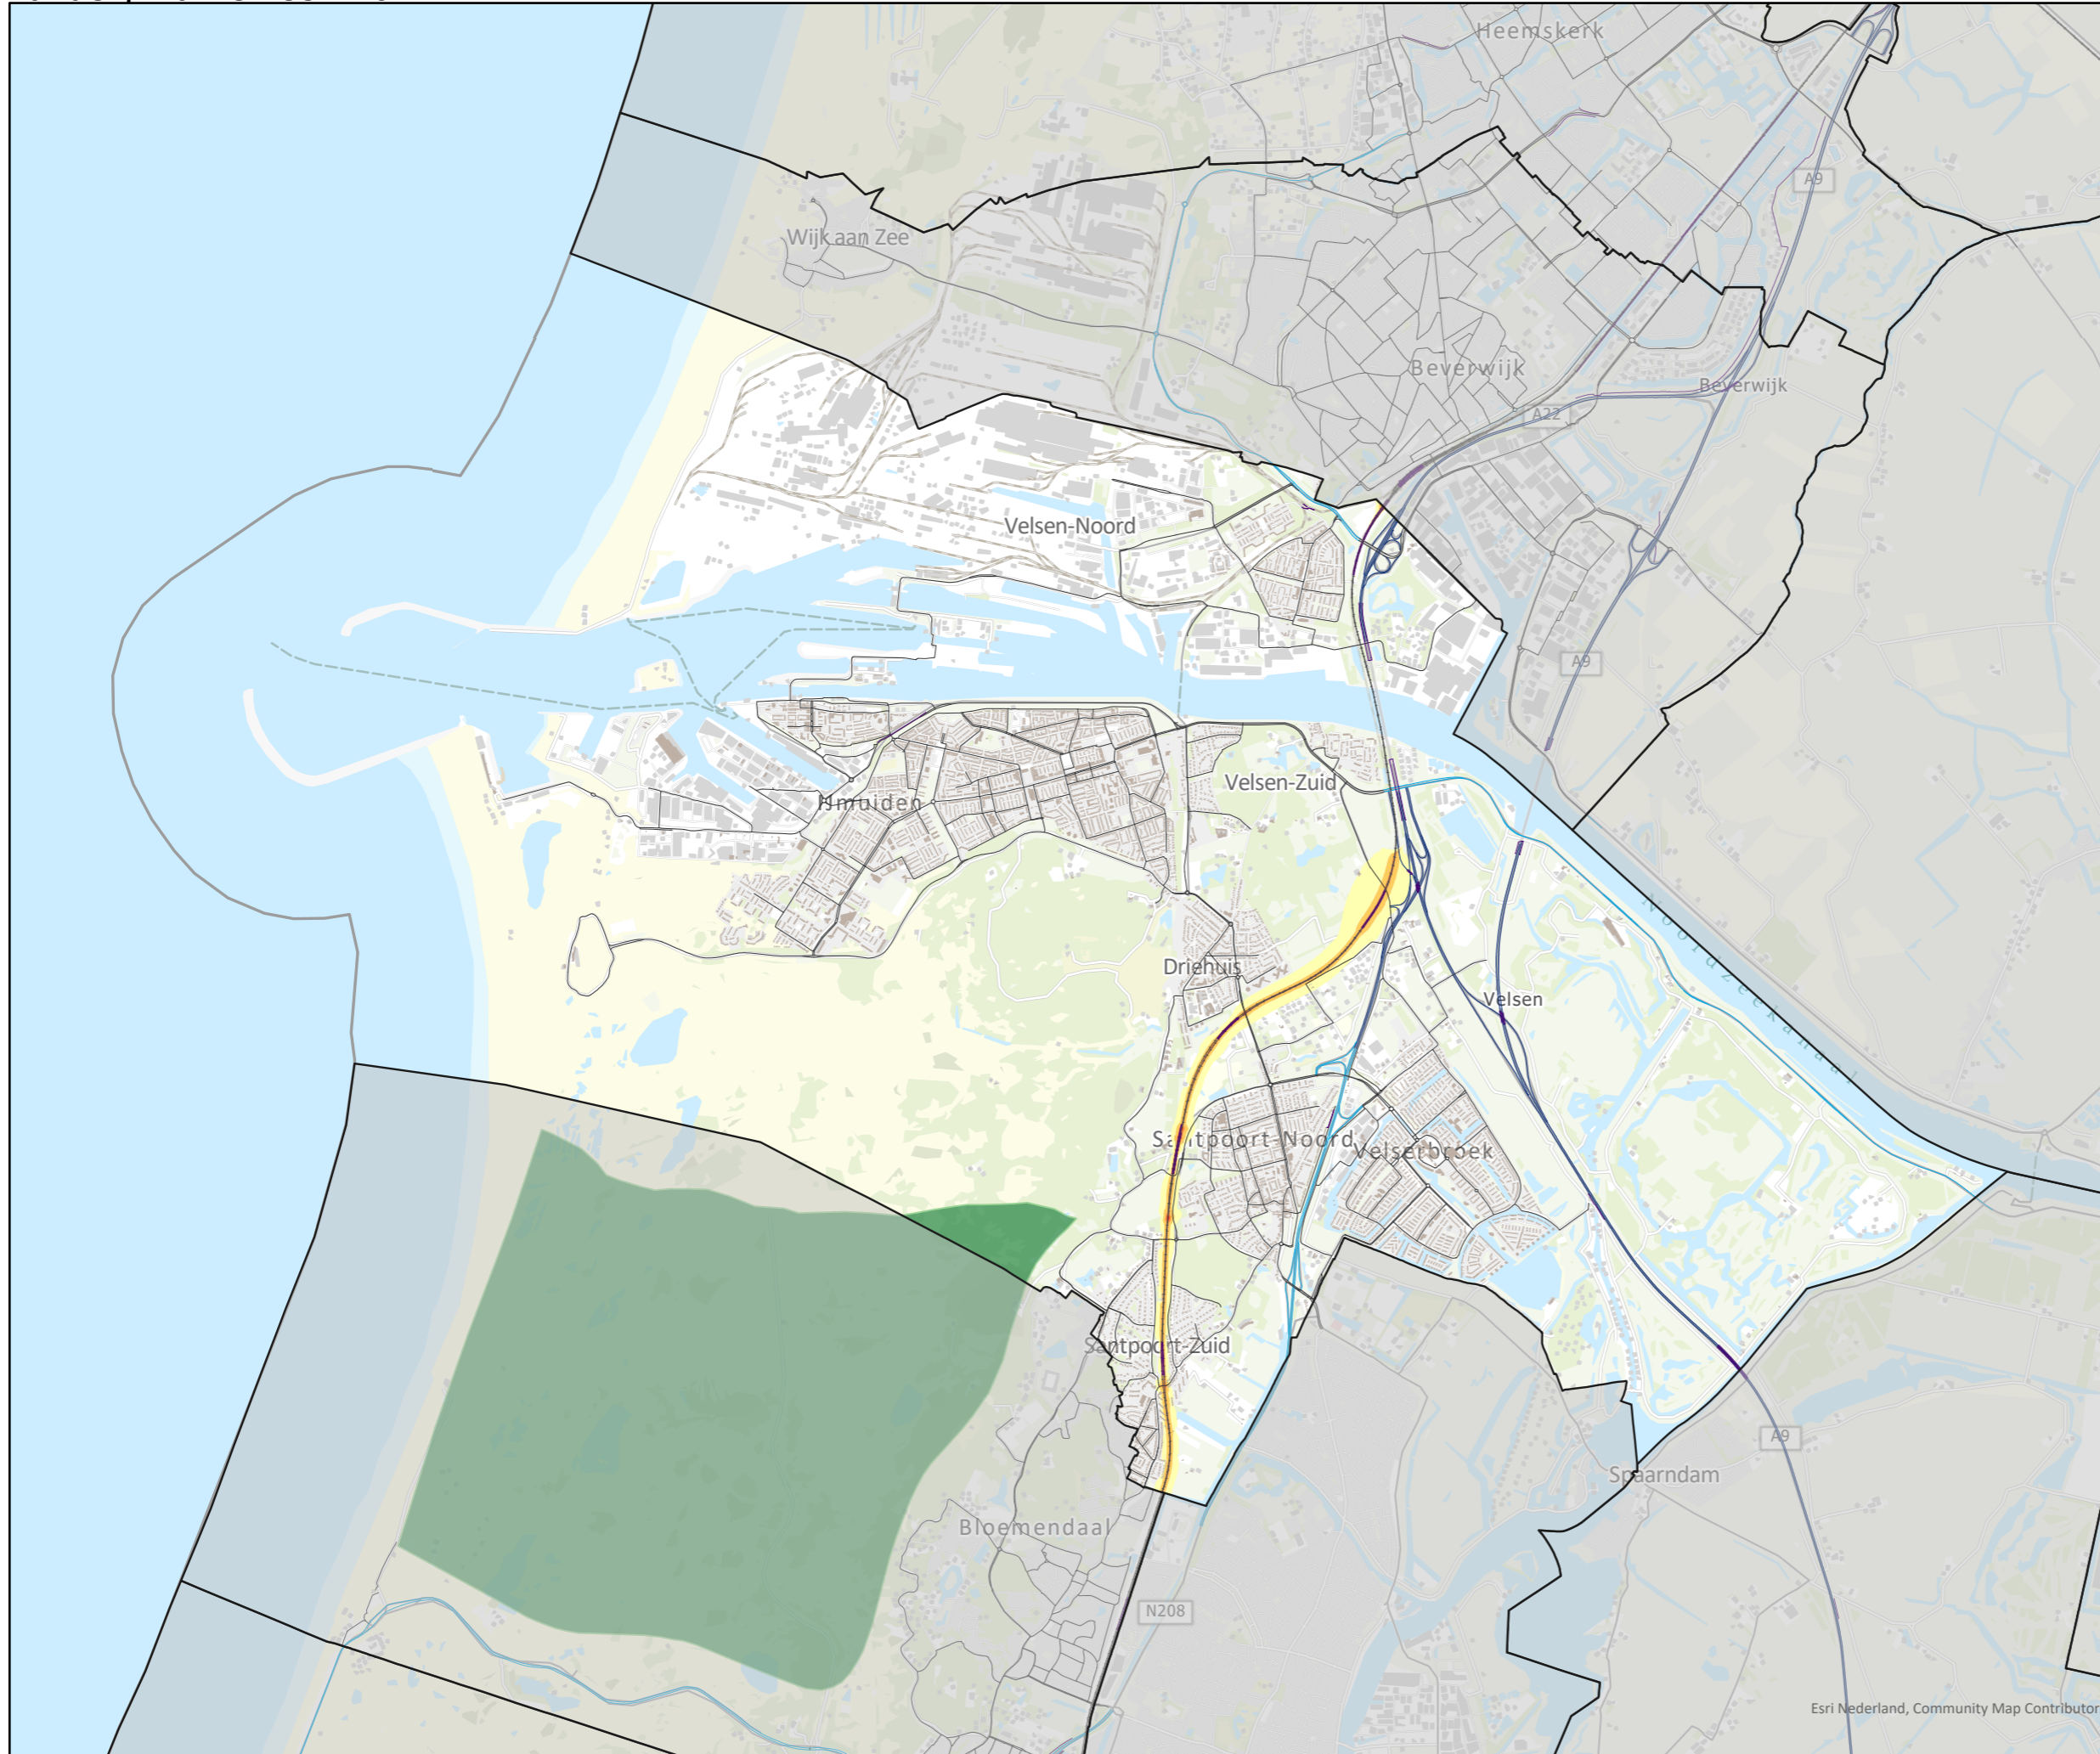 Heemskerk
A9
Wijk aan Zee
Beverwijk
Beverwijk
A22
Velsen-Noord
A9
Velsen-Zuid
IJmuiden
Noordzeekanaal
Driehuis
Velsen
Santpoort-Noord
Velserbroek
Santpoort-Zuid
A9
Spaarndam
Bloemendaal
N208
Esri Nederland, Community Map Contributor